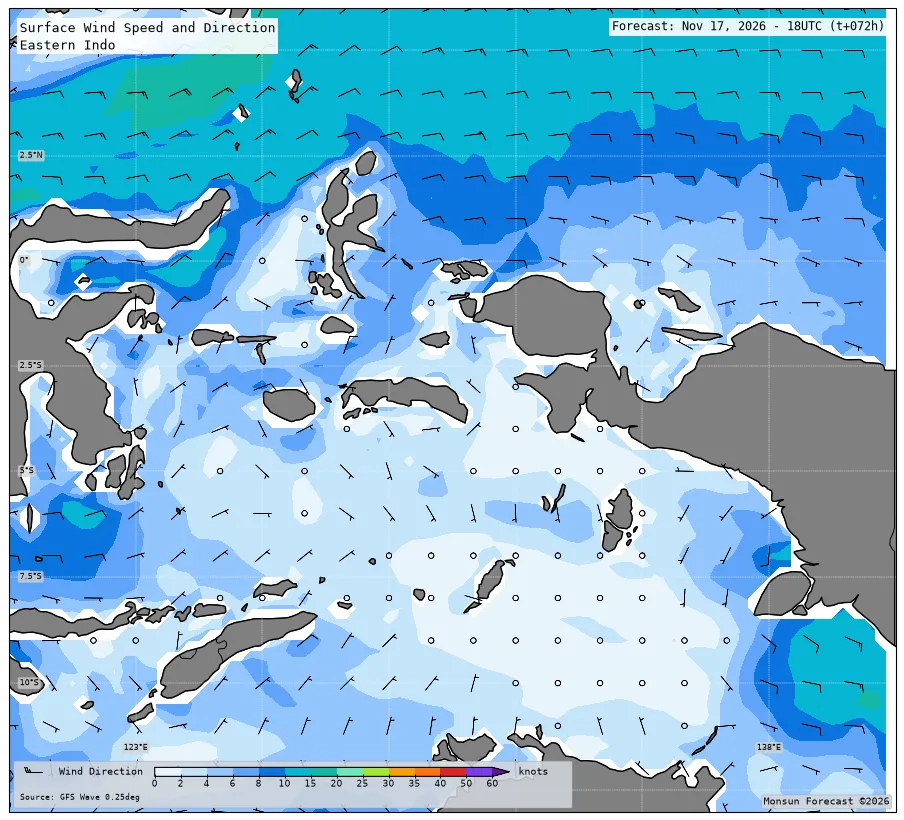 Surface Wind Speed and Direction
Eastern Indo
Forecast: Nov 17, 2026 - 18UTC (t+072h)
2.5°N
0°
2.5°S
5°S
7.5°S
10°S
123°E
138°E
Wind Direction
knots
0 2 4 6 8 10 15 20 25 30 35 40 50 60
Source: GFS Wave 0.25deg
Monsun Forecast ©2026